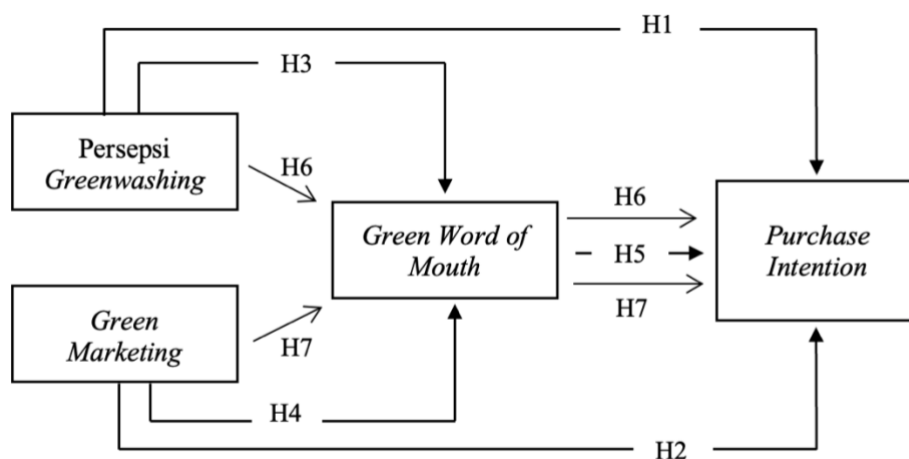 H1
H3
Persepsi
Greenwashing
H6
H6
Green Word of
Mouth
H5
Purchase
Intention
H7
Green
Marketing
H7
H4
H2